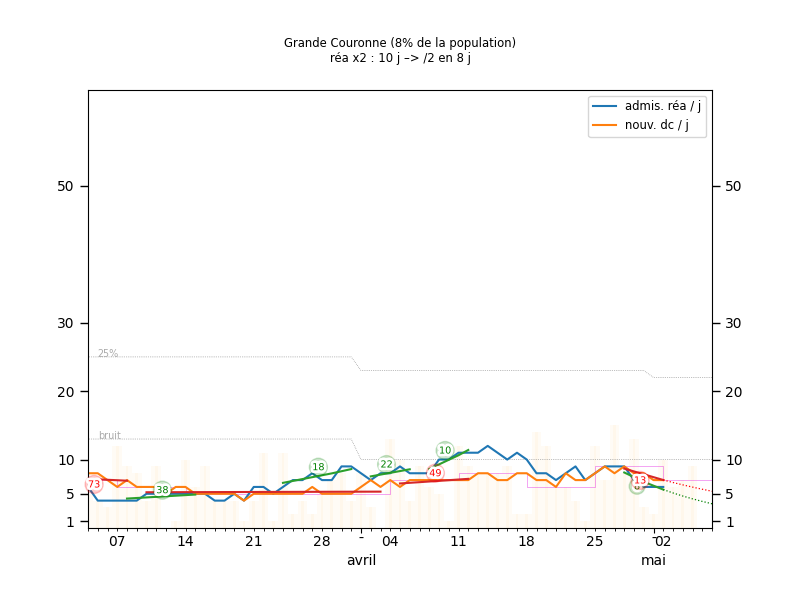 Grande Couronne (8% de la population)
réa x2 : 10 j –> /2 en 8 j
admis. réa / j
nouv. dc / j
50 50
30 30
25%
20 20
bruit
10 10
5 5
1 1
73 38 18 22 49 10 13
07 14 21 28 - 04 11 18 25 - 02
avril mai